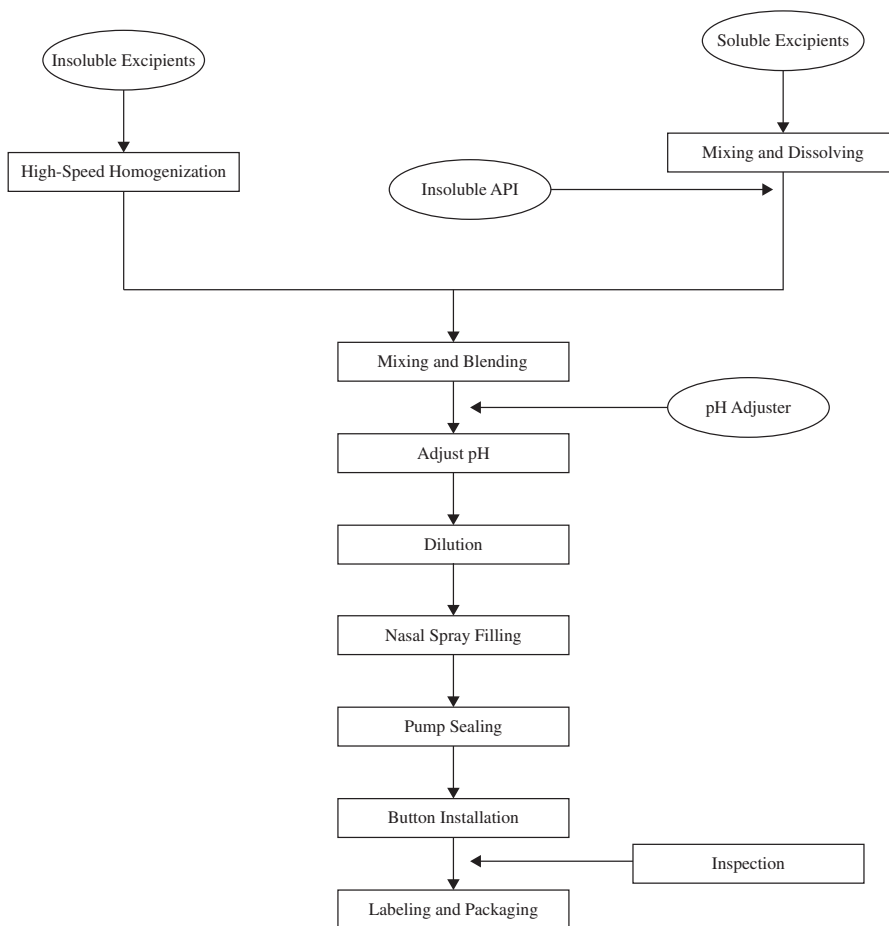 Soluble Excipients
Insoluble Excipients
Mixing and Dissolving
High-Speed Homogenization
Insoluble API
Mixing and Blending
pH Adjuster
Adjust pH
Dilution
Nasal Spray Filling
Pump Sealing
Button Installation
Inspection
Labeling and Packaging